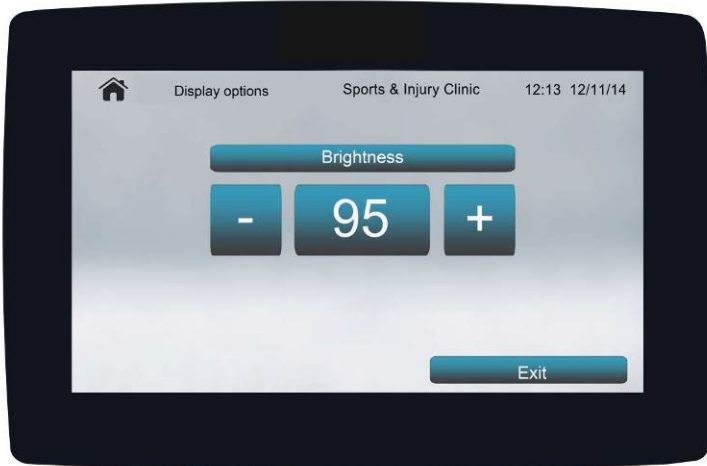 Display options Sports & Injury Clinic 12:13 12/11/14
Brightness
- 95 +
Exit